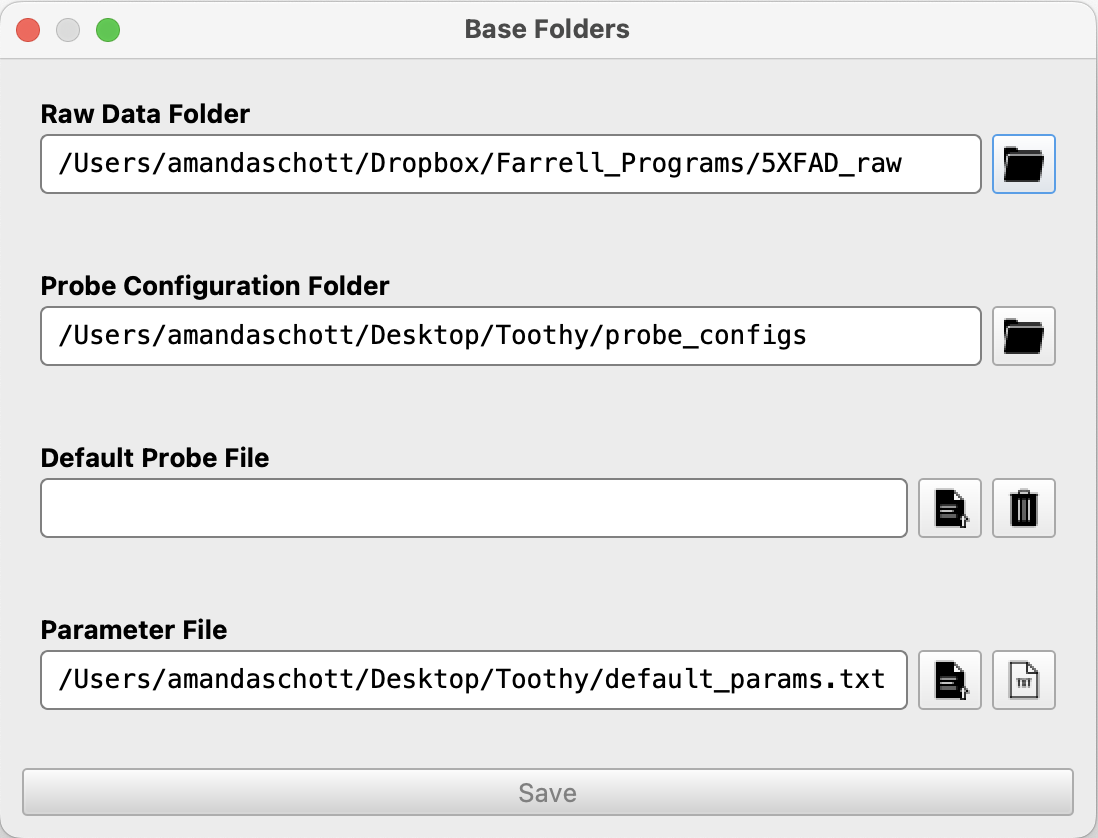 Base Folders
Raw Data Folder
/Users/amandaschott/Dropbox/Farrell_Programs/5XFAD_raw
Probe Configuration Folder
/Users/amandaschott/Desktop/Toothy/probe_configs
Default Probe File
Parameter File
/Users/amandaschott/Desktop/Toothy/default_params.txt
TXT
Save